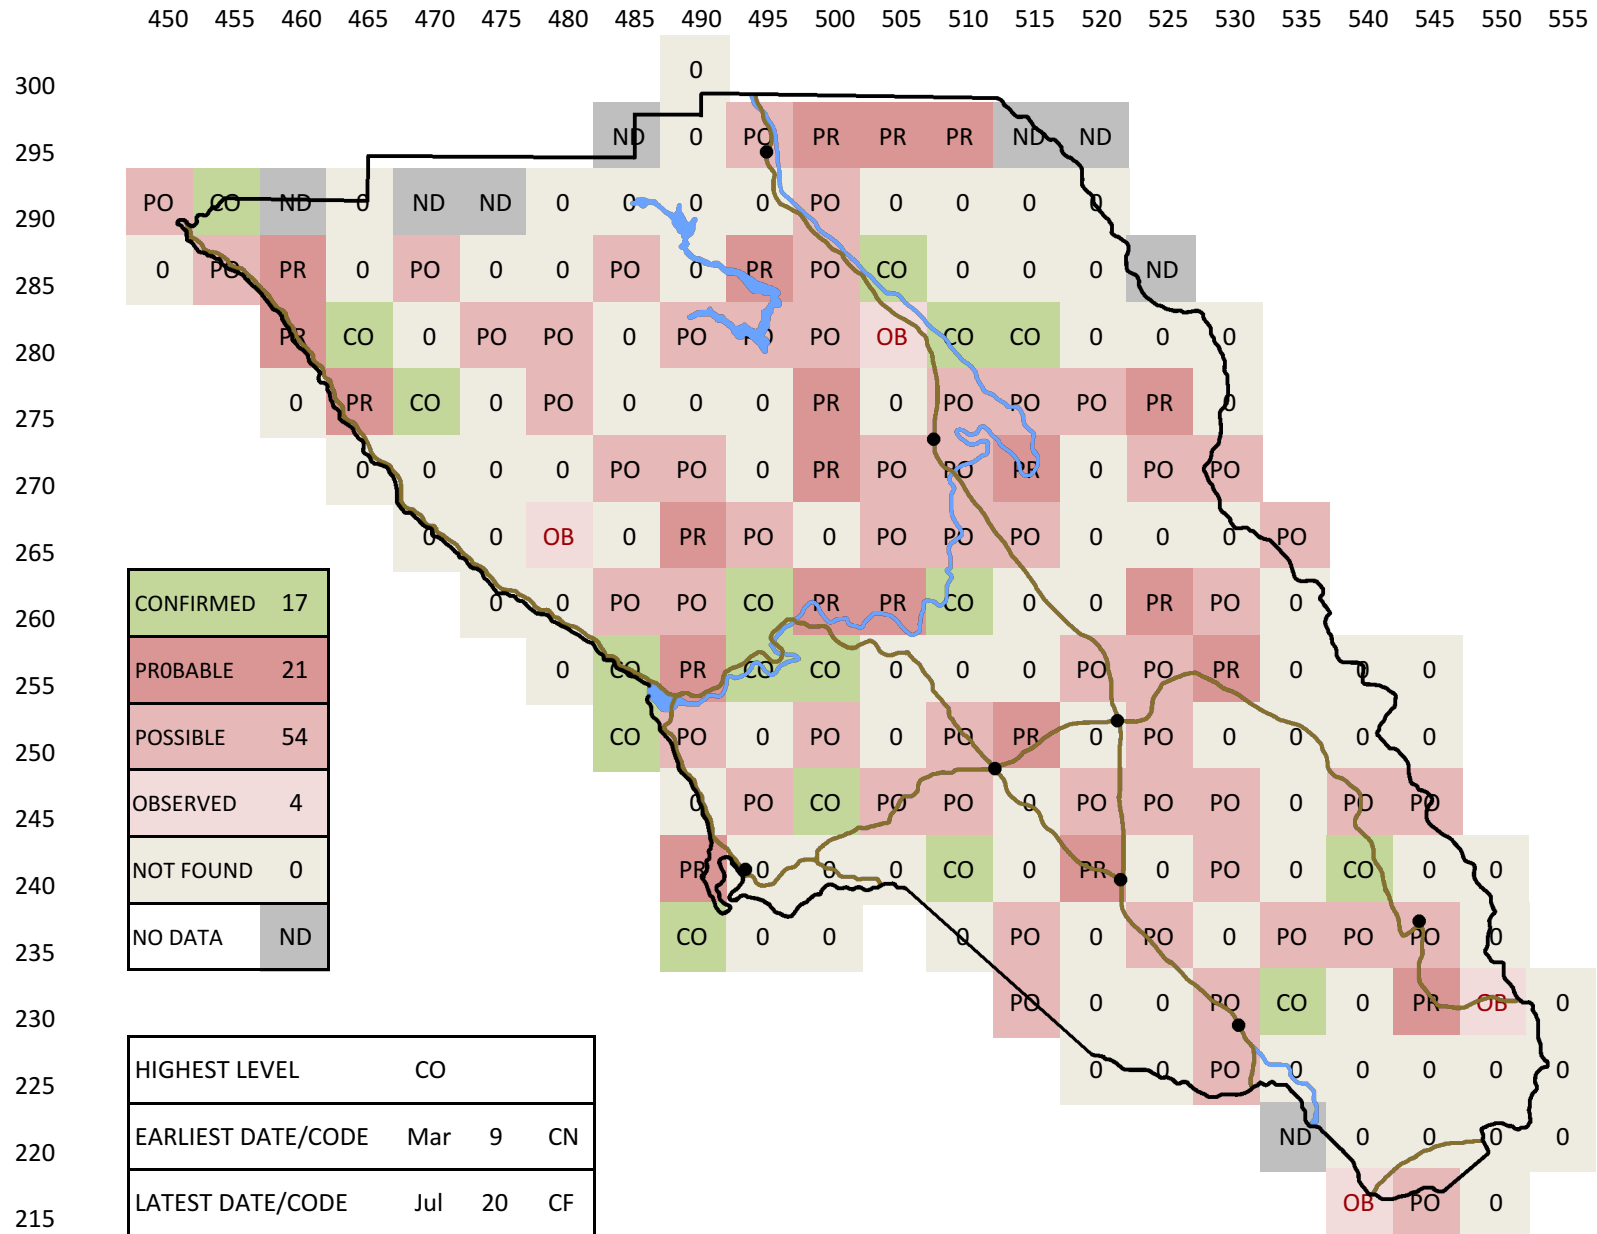 450 455 460 465 470 475 480 485 490 495 500 505 510 515 520 525 530 535 540 545 550 555
0
300
ND 0 PO PR PR PR ND ND
295
PO CO ND 0 ND ND 0 0 0 0 PO 0 0 0 0
290
0 PO PR 0 PO 0 0 PO 0 PR PO CO 0 0 0 ND
285
PR CO 0 PO PO 0 PO PO PO OB CO CO 0 0 0
280
0 PR CO 0 PO 0 0 0 PR 0 PO PO PO PR 0
275
0 0 0 0 PO PO 0 PR PO PO PR 0 PO PO
270
0 0 OB 0 PR PO 0 PO PO PO 0 0 0 PO
265
CONFIRMED 17
0 0 PO PO CO PR PR CO 0 0 PR PO 0
260
PR0BABLE 21
0 CO PR CO CO 0 0 0 PO PO PR 0 0 0
255
POSSIBLE 54
CO PO 0 PO 0 PO PR 0 PO 0 0 0 0
250
OBSERVED 4
0 PO CO PO PO 0 PO PO PO 0 PO PO
245
NOT FOUND 0
PR 0 0 0 CO 0 PR 0 PO 0 CO 0 0
240
NO DATA ND
CO 0 0 0 PO 0 PO 0 PO PO PO 0
235
PO 0 0 PO CO 0 PR OB 0
230
HIGHEST LEVEL CO
0 0 PO 0 0 0 0 0
225
EARLIEST DATE/CODE Mar 9 CN
ND 0 0 0 0
220
LATEST DATE/CODE Jul 20 CF
OB PO 0
215